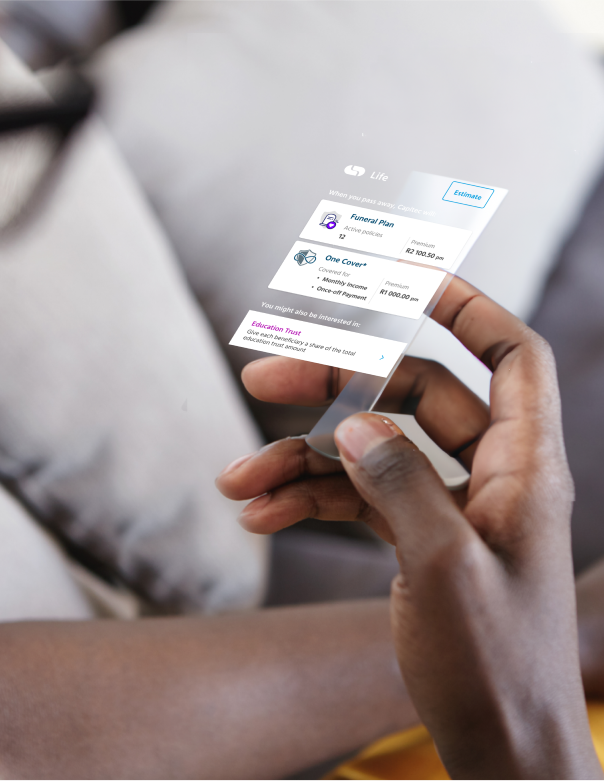 Life
Estimate
When you pass away, Capitec
Funeral Plan
Active policies
12
Premium
R2 100.50 pm
One Cover*
Covered for
• Monthly Income
• Once-off Payment
Premium
R1 000.00 pm
You might also be interested in:
Education Trust
Give each beneficiary a share of the total
education trust amount